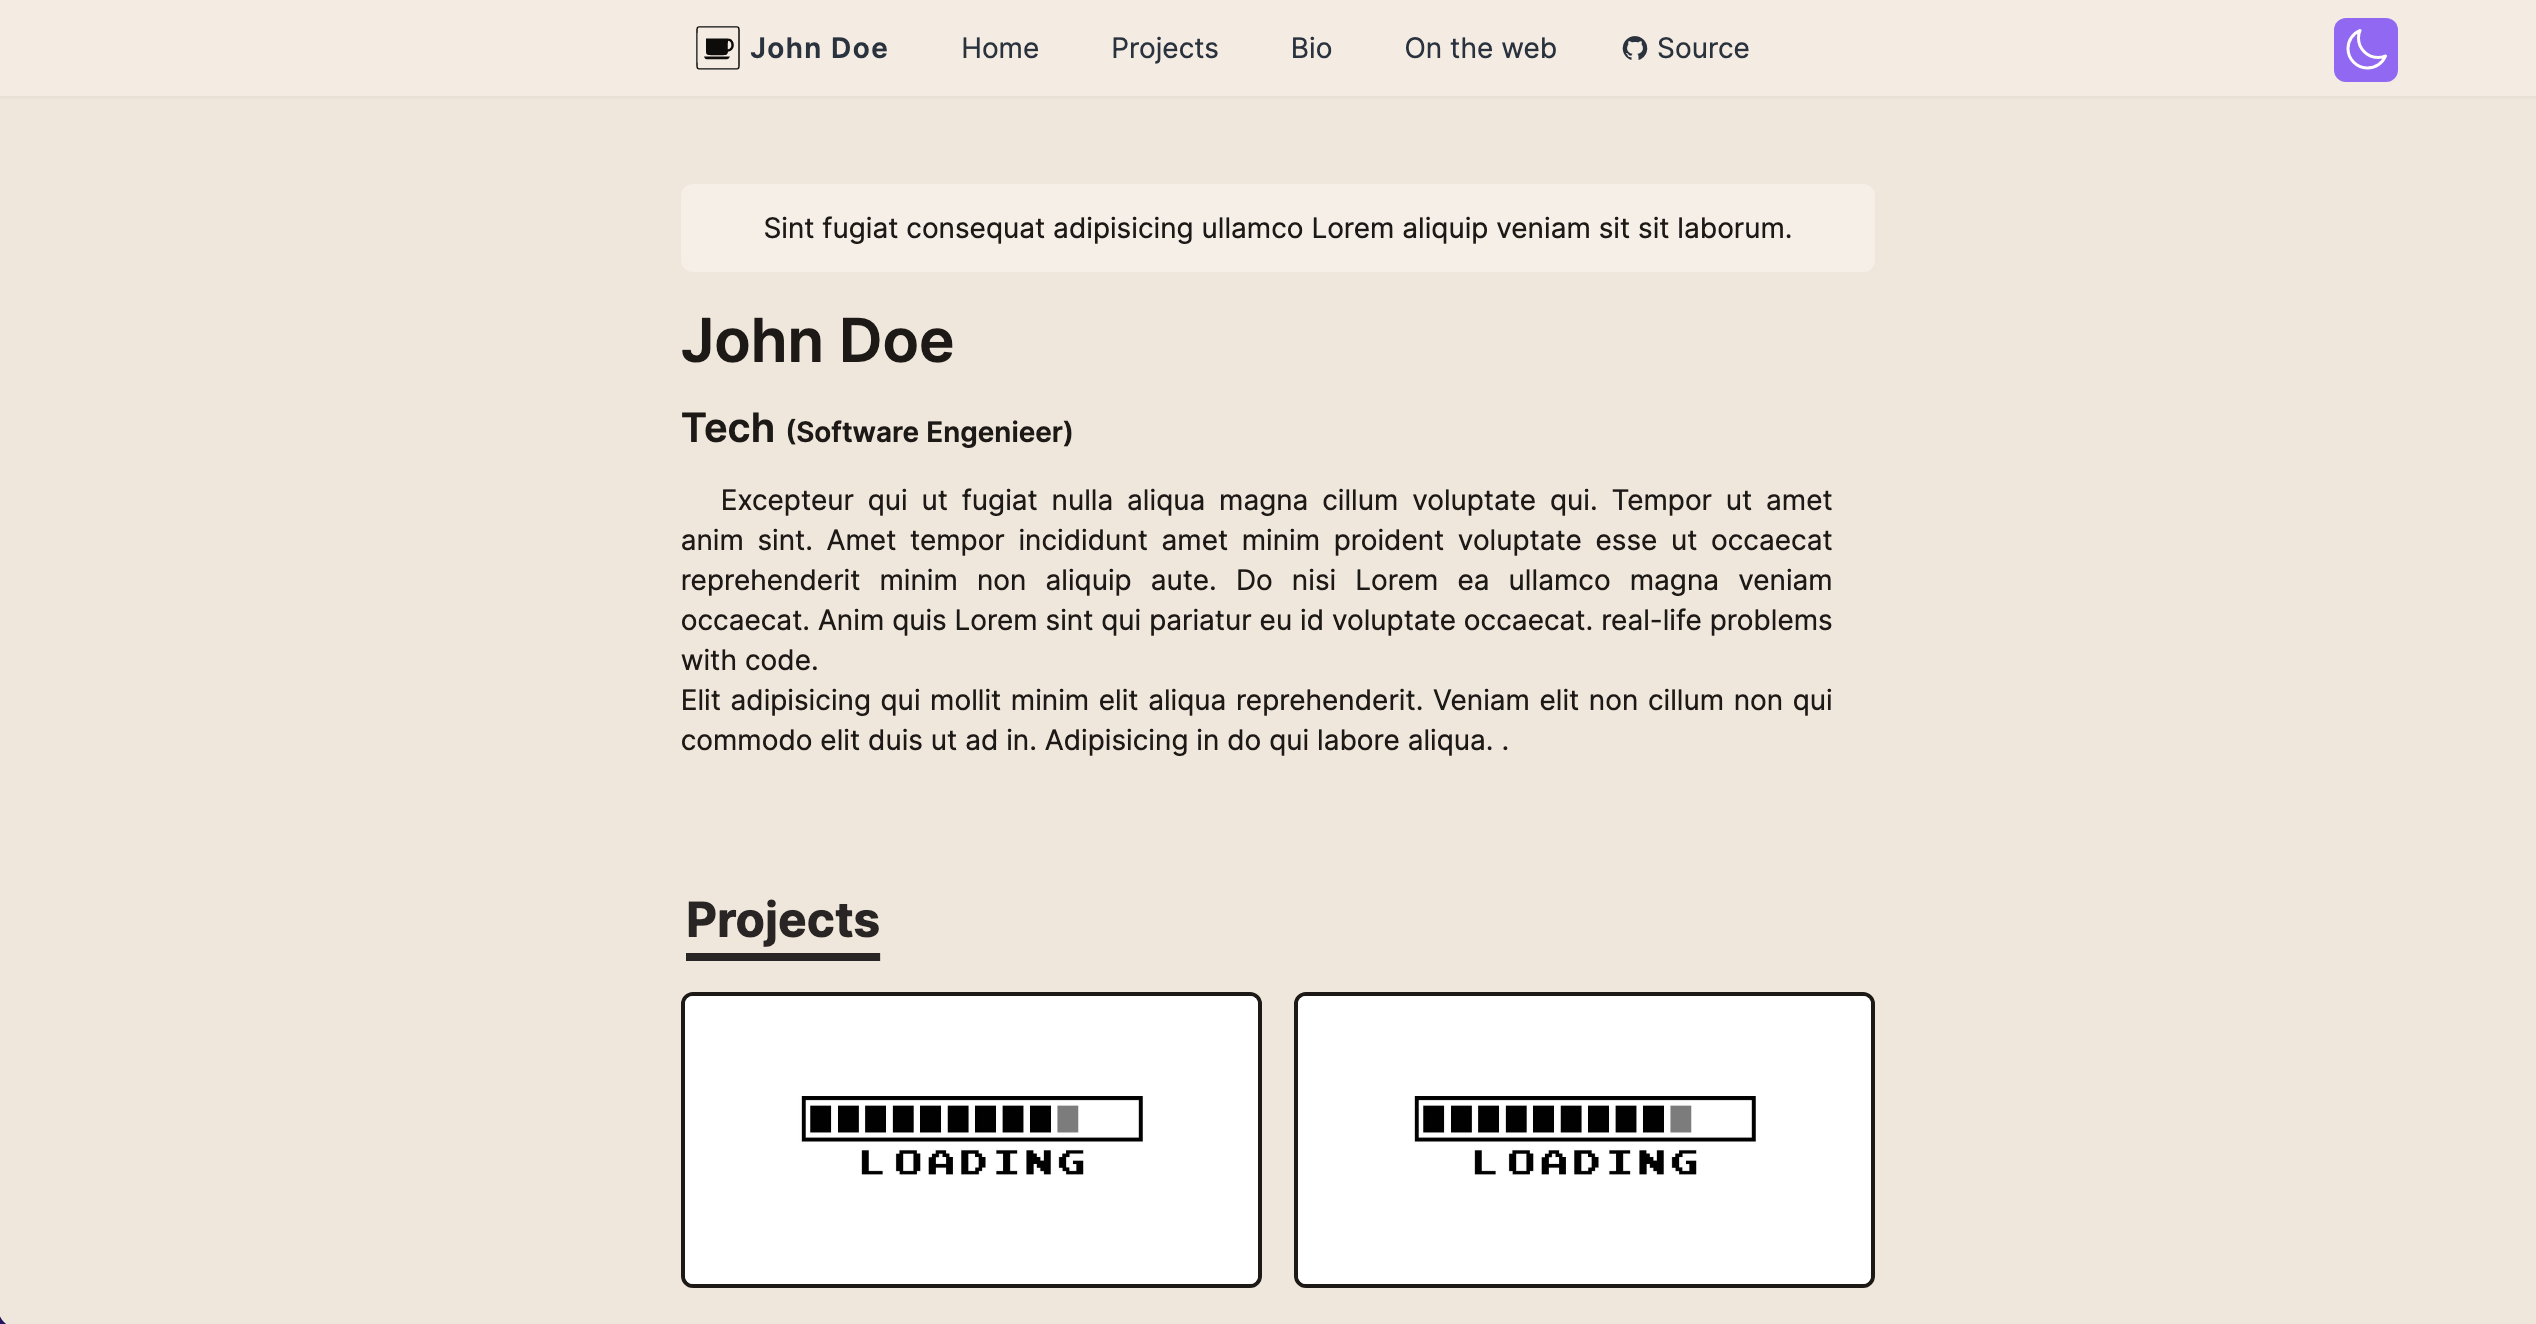 John Doe Home Projects Bio On the web Source
Sint fugiat consequat adipisicing ullamco Lorem aliquip veniam sit sit laborum.
John Doe
Tech (Software Engenieer)
Excepteur qui ut fugiat nulla aliqua magna cillum voluptate qui. Tempor ut amet
anim sint. Amet tempor incididunt amet minim proident voluptate esse ut occaecat
reprehenderit minim non aliquip aute. Do nisi Lorem ea ullamco magna veniam
occaecat. Anim quis Lorem sint qui pariatur eu id voluptate occaecat. real-life problems
with code.
Elit adipisicing qui mollit minim elit aliqua reprehenderit. Veniam elit non cillum non qui
commodo elit duis ut ad in. Adipisicing in do qui labore aliqua. .
Projects
LOADING
LOADING